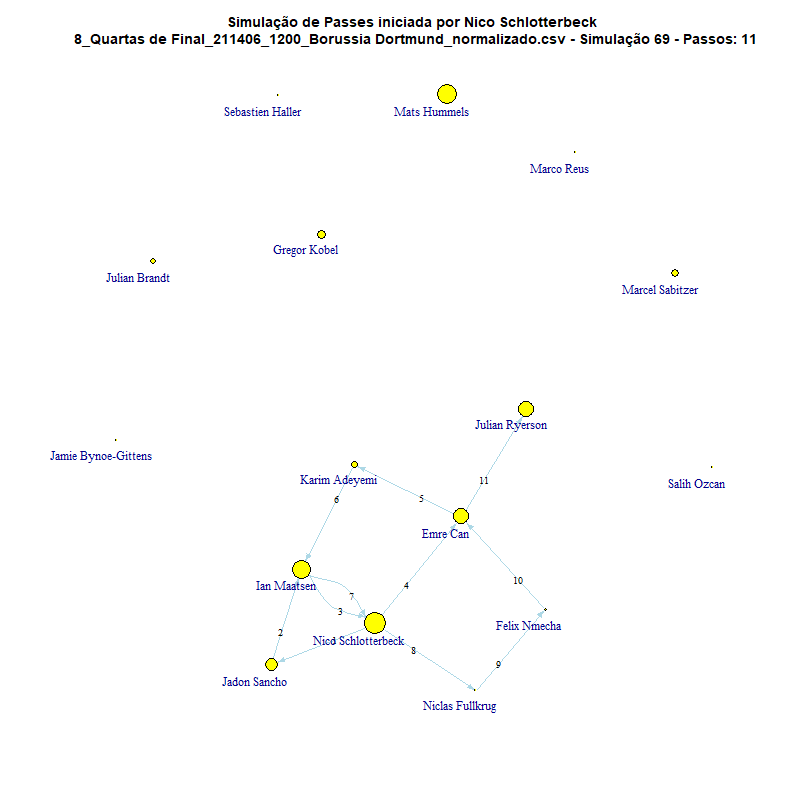 Simulação de Passes iniciada por Nico Schlotterbeck
8_Quartas de Final_211406_1200_Borussia Dortmund_normalizado.csv - Simulação 69 - Passos: 11
Sebastien Haller
Mats Hummels
Marco Reus
Gregor Kobel
Julian Brandt
Marcel Sabitzer
Julian Ryerson
Jamie Bynoe-Gittens
Karim Adeyemi
11
Salih Ozcan
5
6
Emre Can
10
Ian Maatsen
4
7
3
Felix Nmecha
2
Nico Schlotterbeck
1
8
9
Jadon Sancho
Niclas Fullkrug